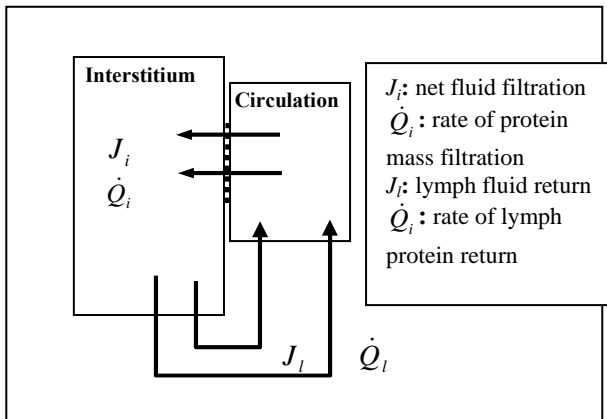 Interstitium
Circulation
J_i
Q̇_i
J_l
Q̇_l
J_i: net fluid filtration
Q̇_i : rate of protein
mass filtration
J_l: lymph fluid return
Q̇_i : rate of lymph
protein return